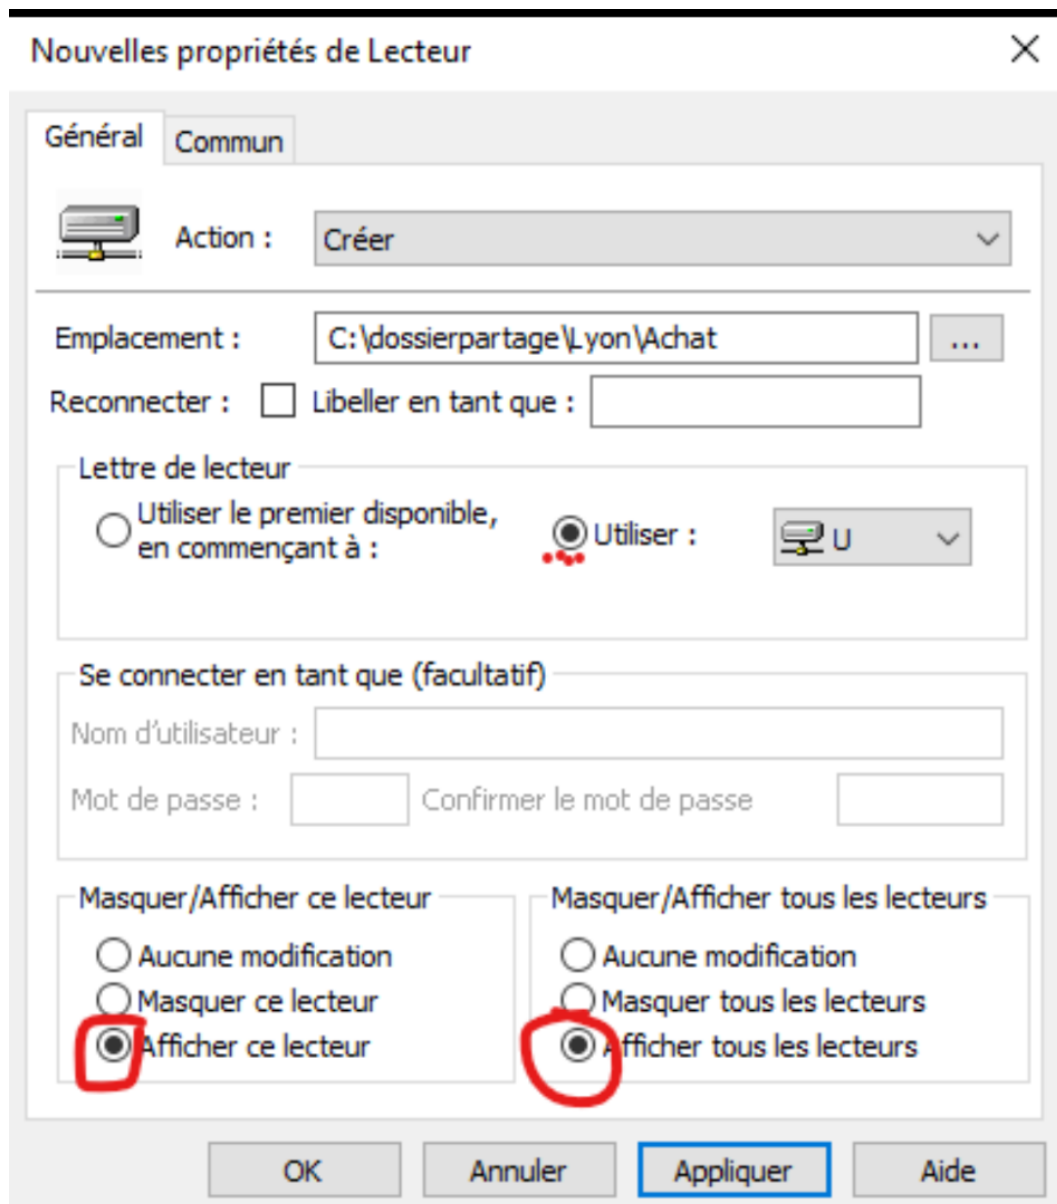 Nouvelles propriétés de Lecteur
Général
Commun
Action :
Créer
Emplacement :
C:\dossierpartage\Lyon\Achat
...
Reconnecter :
Libeller en tant que :
Lettre de lecteur
Utiliser le premier disponible,
en commençant à :
Utiliser :
U
Se connecter en tant que (facultatif)
Nom d'utilisateur :
Mot de passe :
Confirmer le mot de passe
Masquer/Afficher ce lecteur
Aucune modification
Masquer ce lecteur
Afficher ce lecteur
Masquer/Afficher tous les lecteurs
Aucune modification
Masquer tous les lecteurs
Afficher tous les lecteurs
OK
Annuler
Appliquer
Aide